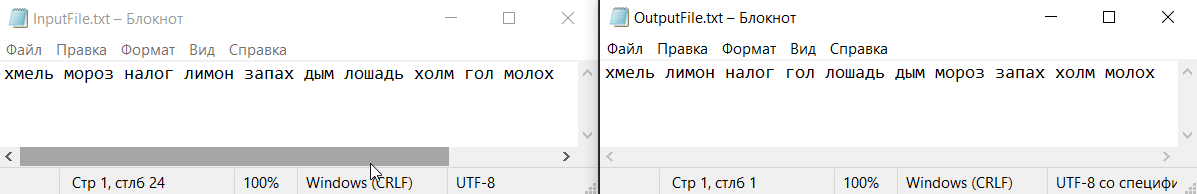 InputFile.txt – Блокнот
Файл Правка Формат Вид Справка
хмель мороз налог лимон запах дым лошадь холм гол молох
Стр 1, стлб 24 100% Windows (CRLF) UTF-8
OutputFile.txt – Блокнот
Файл Правка Формат Вид Справка
хмель лимон налог гол лошадь дым мороз запах холм молох
Стр 1, стлб 1 100% Windows (CRLF) UTF-8 со специфи